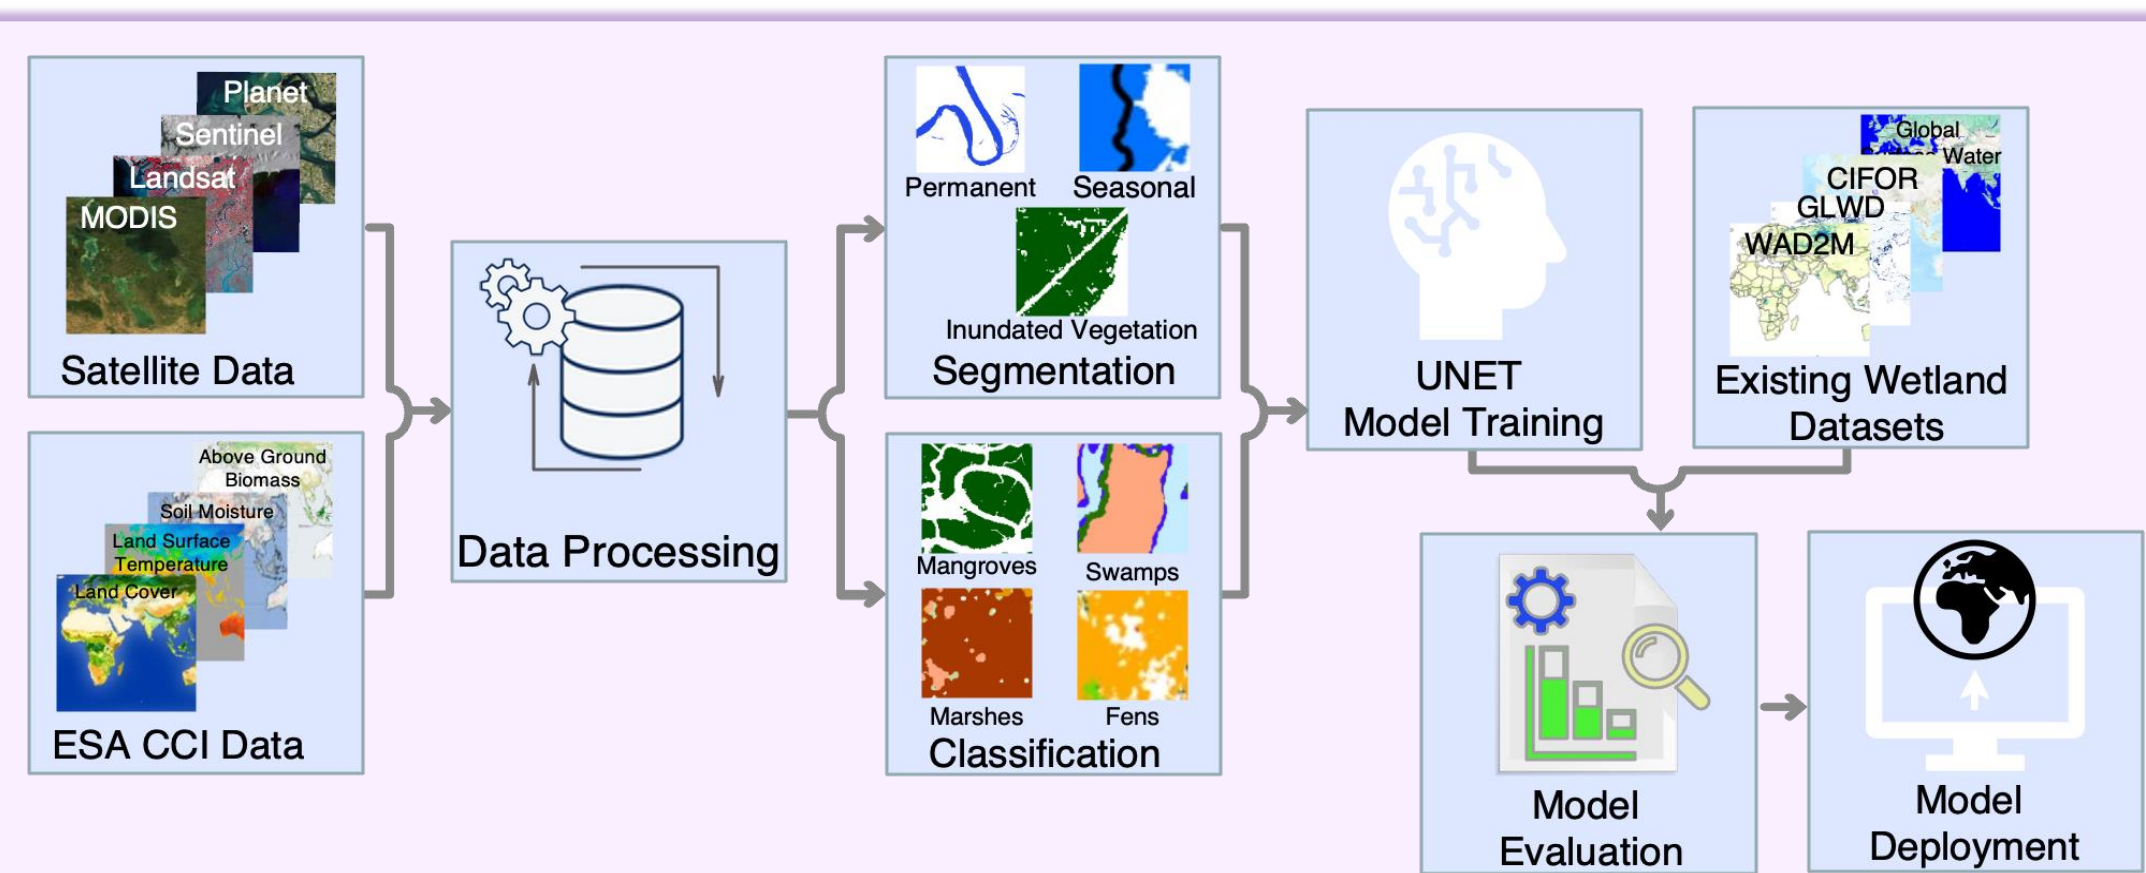 Planet
Sentinel
Landsat
MODIS
Satellite Data
Above Ground
Biomass
Soil Moisture
Land Surface
Temperature
Land Cover
ESA CCI Data
Data Processing
Permanent
Seasonal
Inundated Vegetation
Segmentation
Mangroves
Swamps
Marshes
Fens
Classification
UNET
Model Training
Global
Surface Water
CIFOR
GLWD
WAD2M
Existing Wetland
Datasets
Model
Evaluation
Model
Deployment